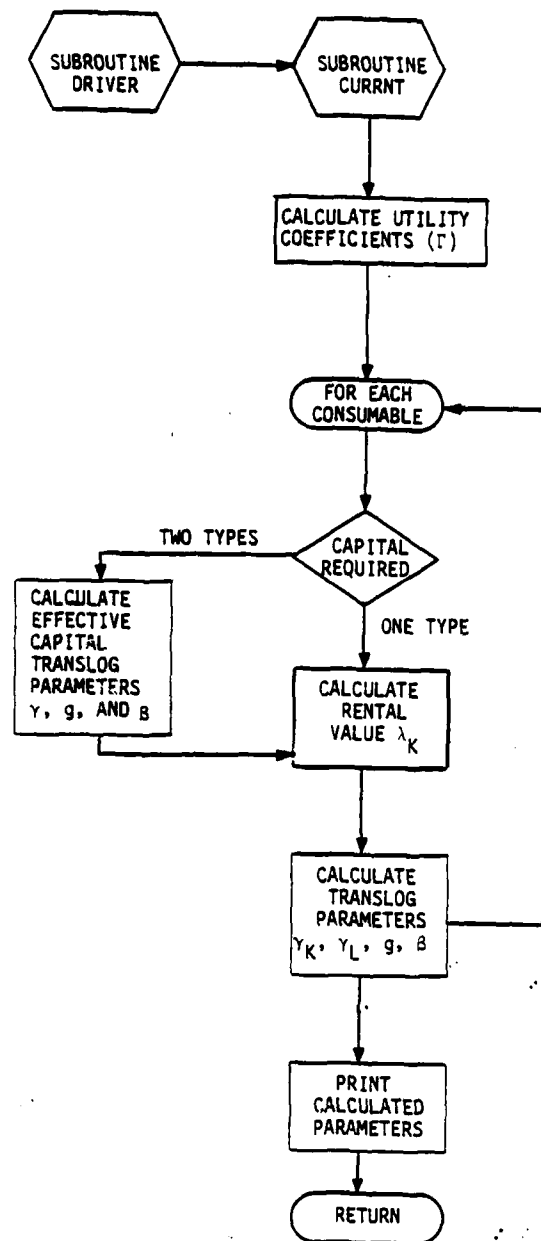 SUBROUTINE
DRIVER
SUBROUTINE
CURRNT
CALCULATE UTILITY
COEFFICIENTS (Γ)
FOR EACH
CONSUMABLE
TWO TYPES
CAPITAL
REQUIRED
CALCULATE
EFFECTIVE
CAPITAL
TRANSLOG
PARAMETERS
γ, g, AND β
ONE TYPE
CALCULATE
RENTAL
VALUE λK
CALCULATE
TRANSLOG
PARAMETERS
γK, γL, g, β
PRINT
CALCULATED
PARAMETERS
RETURN